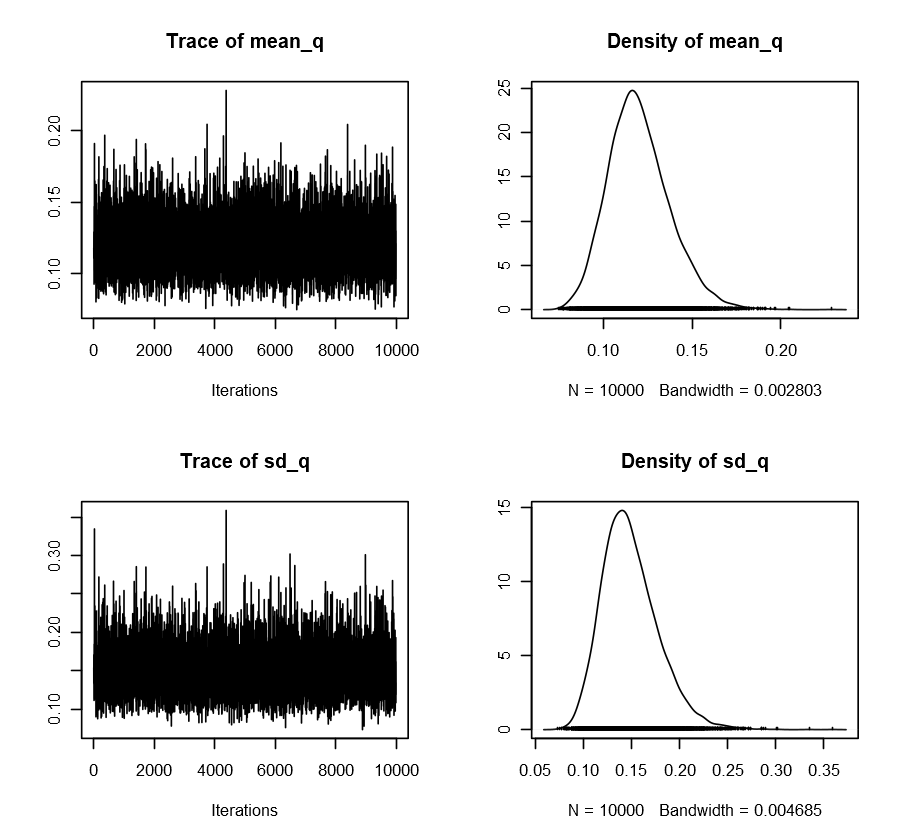 Trace of mean_q
0.10 0.15 0.20
0 2000 4000 6000 8000 10000
Iterations
Density of mean_q
0 5 10 15 20 25
0.10 0.15 0.20
N = 10000 Bandwidth = 0.002803
Trace of sd_q
0.10 0.20 0.30
0 2000 4000 6000 8000 10000
Iterations
Density of sd_q
0 5 10 15
0.05 0.10 0.15 0.20 0.25 0.30 0.35
N = 10000 Bandwidth = 0.004685